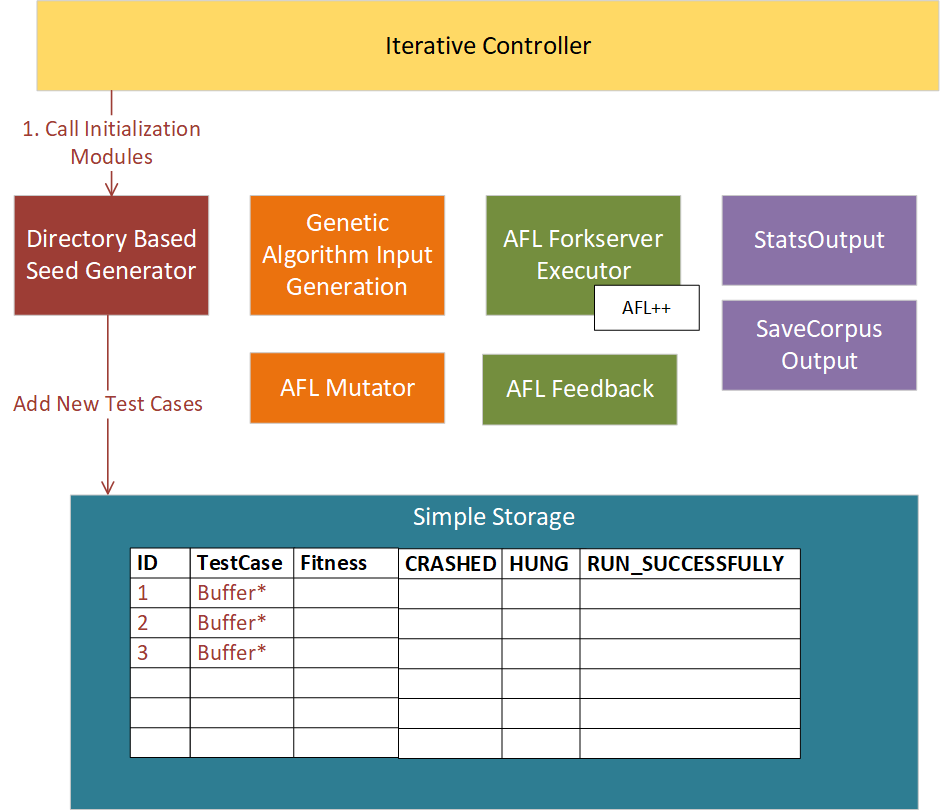 Iterative Controller
1. Call Initialization
Modules
Directory Based
Seed Generator
Genetic
Algorithm Input
Generation
AFL Forkserver
Executor
AFL++
StatsOutput
SaveCorpus
Output
AFL Mutator
AFL Feedback
Add New Test Cases
Simple Storage
ID TestCase Fitness CRASHED HUNG RUN_SUCCESSFULLY
1 Buffer*
2 Buffer*
3 Buffer*